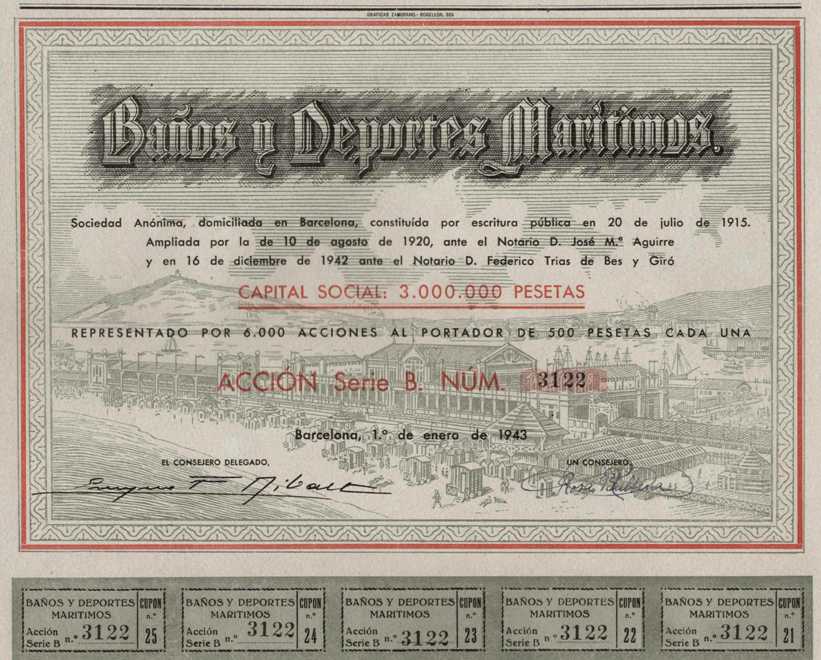 GRÁFICAS ZAMORANO.- ROSELLÓN, 224
Baños y Deportes Marítimos.
Sociedad Anónima, domiciliada en Barcelona, constituída por escritura pública en 20 de julio de 1915.
Ampliada por la de 10 de agosto de 1920, ante el Notario D. José M.ª Aguirre
y en 16 de diciembre de 1942 ante el Notario D. Federico Trias de Bes y Giró
CAPITAL SOCIAL: 3.000.000 PESETAS
REPRESENTADO POR 6.000 ACCIONES AL PORTADOR DE 500 PESETAS CADA UNA
ACCIÓN Serie B. NÚM. 3122
Barcelona, 1.º de enero de 1943
EL CONSEJERO DELEGADO, UN CONSEJERO,
BAÑOS Y DEPORTES MARITIMOS CUPON n.º
Acción Serie B n.º 3122 25
BAÑOS Y DEPORTES MARITIMOS CUPON n.º
Acción Serie B n.º 3122 24
BAÑOS Y DEPORTES MARITIMOS CUPON n.º
Acción Serie B n.º 3122 23
BAÑOS Y DEPORTES MARITIMOS CUPON n.º
Acción Serie B n.º 3122 22
BAÑOS Y DEPORTES MARITIMOS CUPON n.º
Acción Serie B n.º 3122 21